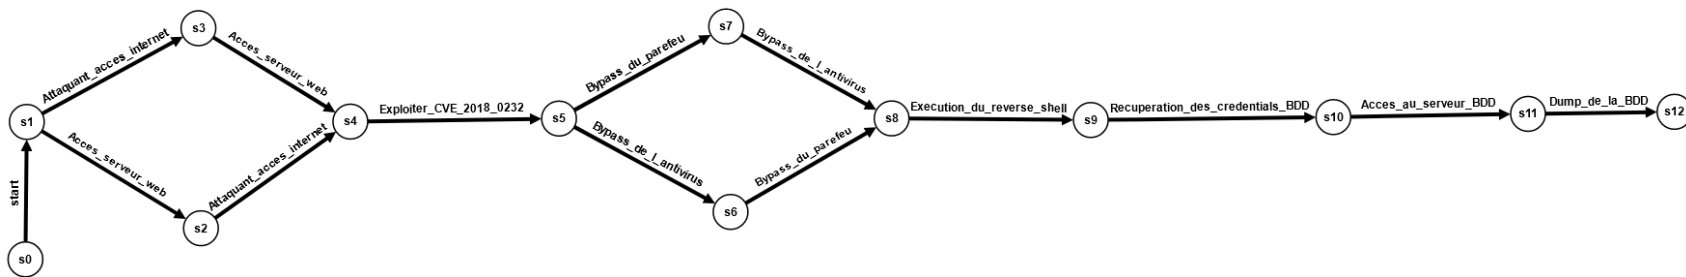 s0
start
s1
Attaquant_acces_internet
s3
Acces_serveur_web
Acces_serveur_web
s2
Attaquant_acces_internet
s4
Exploiter_CVE_2018_0232
s5
Bypass_du_parefeu
s7
Bypass_de_l_antivirus
Bypass_de_l_antivirus
s6
Bypass_du_parefeu
s8
Execution_du_reverse_shell
s9
Recuperation_des_credentials_BDD
s10
Acces_au_serveur_BDD
s11
Dump_de_la_BDD
s12